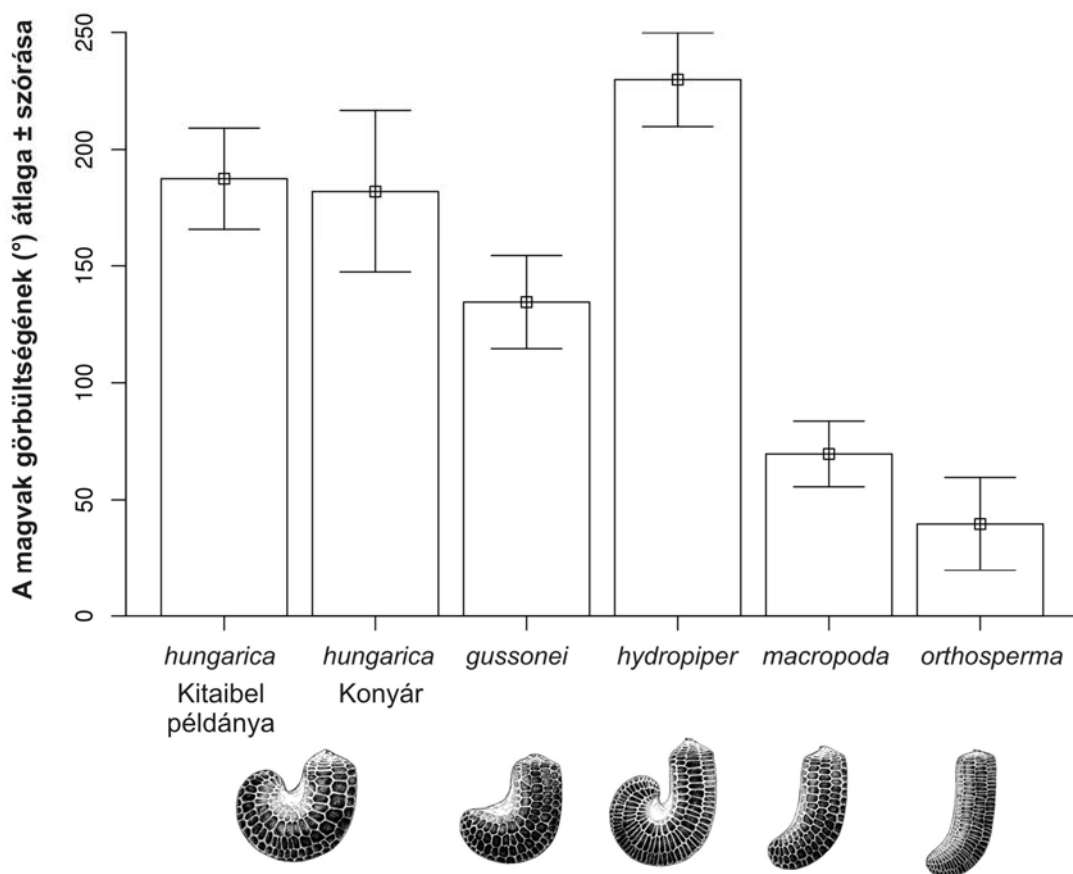 A magvak görbültségének (°) átlaga ± szórása
250
200
150
100
50
0
hungarica
hungarica
gussonei
hydropiper
macropoda
orthosperma
Kitaibel
példánya
Konyár